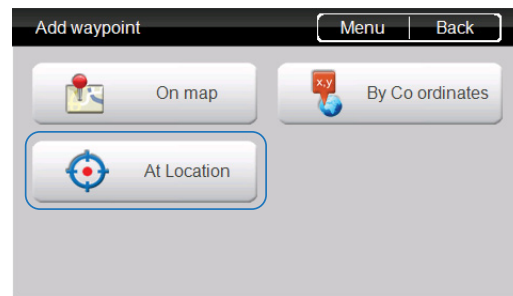 Add waypoint Menu Back
On map By Co ordinates
x,y
At Location